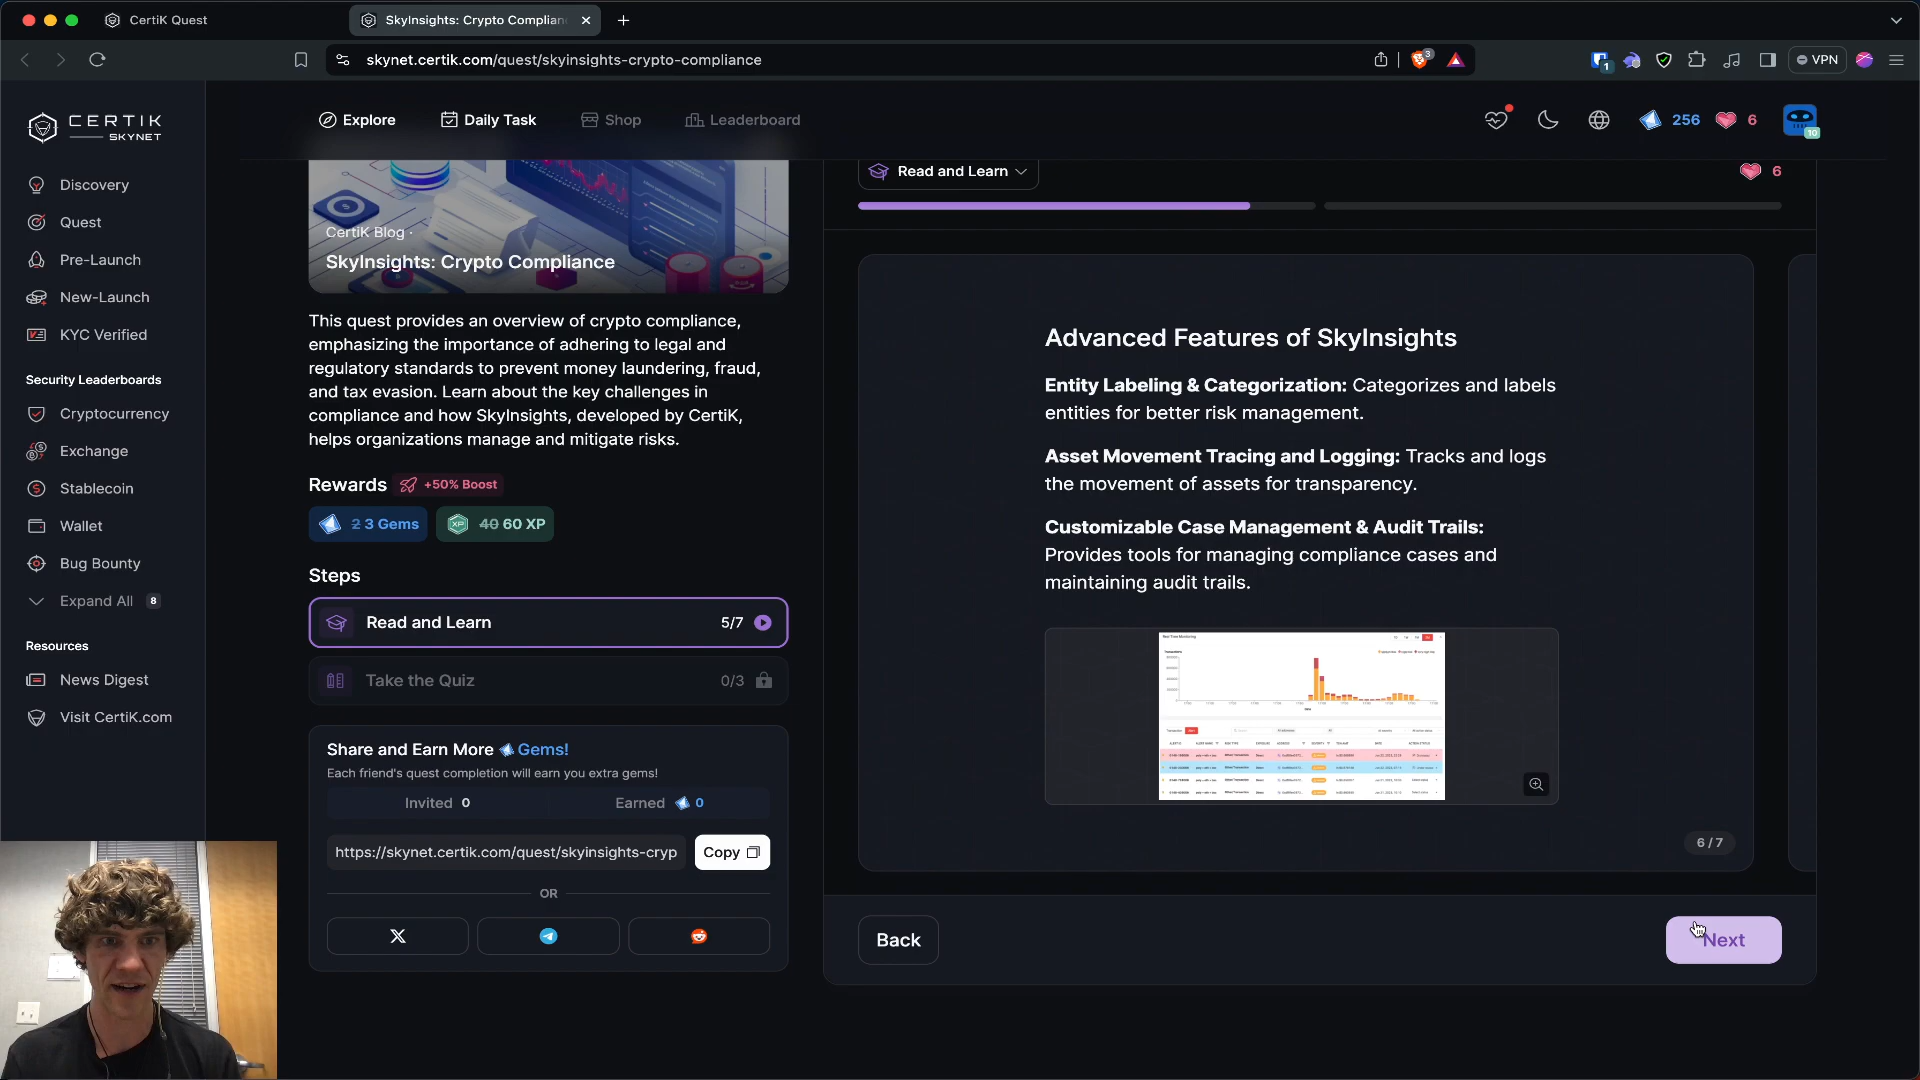 CertiK Quest
SkyInsights: Crypto Complian
skynet.certik.com/quest/skyinsights-crypto-compliance
3
1
VPN
CERTIK
SKYNET
Explore
Daily Task
Shop
Leaderboard
256
6
10
Discovery
Quest
Pre-Launch
New-Launch
KYC Verified
Security Leaderboards
Cryptocurrency
Exchange
Stablecoin
Wallet
Bug Bounty
Expand All 8
Resources
News Digest
Visit CertiK.com
CertiK Blog ·
SkyInsights: Crypto Compliance
This quest provides an overview of crypto compliance,
emphasizing the importance of adhering to legal and
regulatory standards to prevent money laundering, fraud,
and tax evasion. Learn about the key challenges in
compliance and how SkyInsights, developed by CertiK,
helps organizations manage and mitigate risks.
Rewards
+50% Boost
2 3 Gems
XP 40 60 XP
Steps
Read and Learn 5/7
Take the Quiz 0/3
Share and Earn More Gems!
Each friend's quest completion will earn you extra gems!
Invited 0
Earned 0
https://skynet.certik.com/quest/skyinsights-cryp
Copy
OR
Read and Learn
6
Advanced Features of SkyInsights
Entity Labeling & Categorization: Categorizes and labels
entities for better risk management.
Asset Movement Tracing and Logging: Tracks and logs
the movement of assets for transparency.
Customizable Case Management & Audit Trails:
Provides tools for managing compliance cases and
maintaining audit trails.
6 / 7
Back
Next